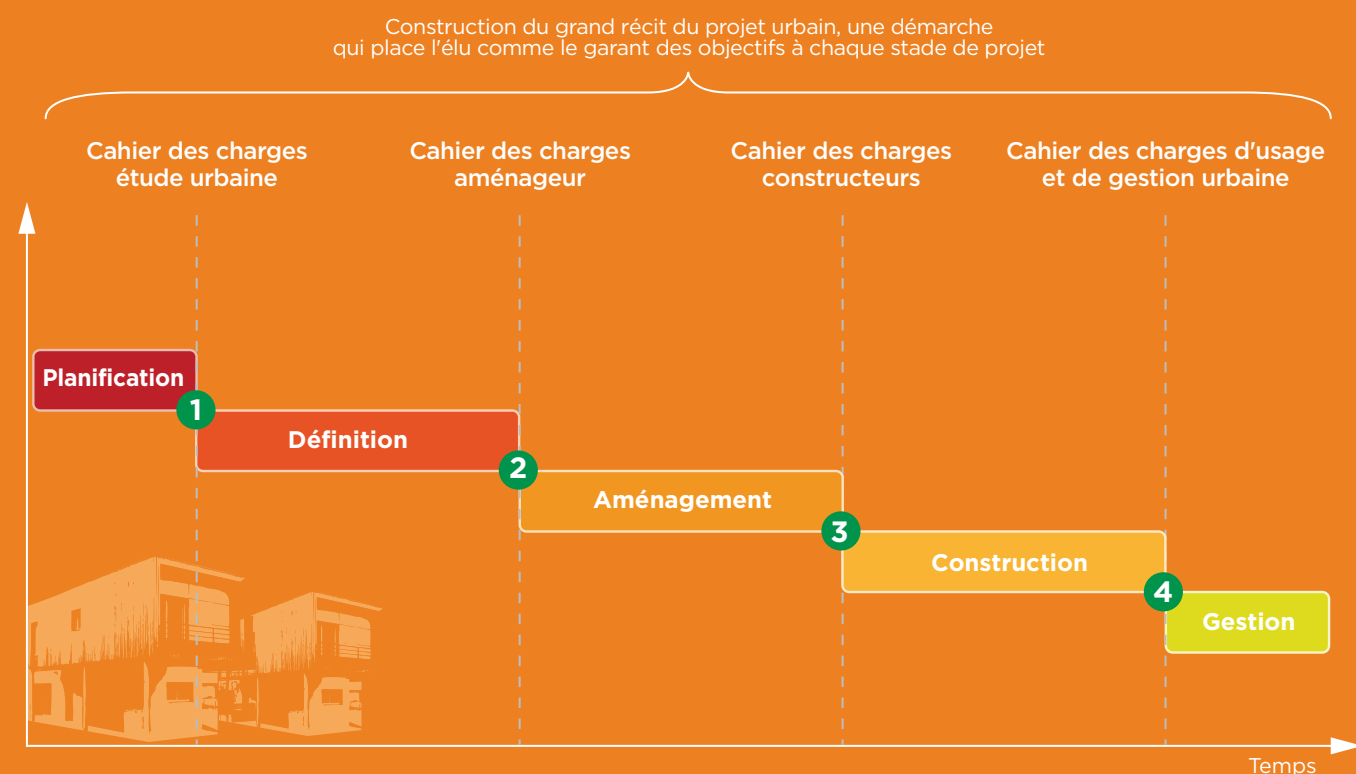 Construction du grand récit du projet urbain, une démarche
qui place l'élu comme le garant des objectifs à chaque stade de projet
Cahier des charges
étude urbaine
Cahier des charges
aménageur
Cahier des charges
constructeurs
Cahier des charges d'usage
et de gestion urbaine
Planification
1
Définition
2
Aménagement
3
Construction
4
Gestion
Temps